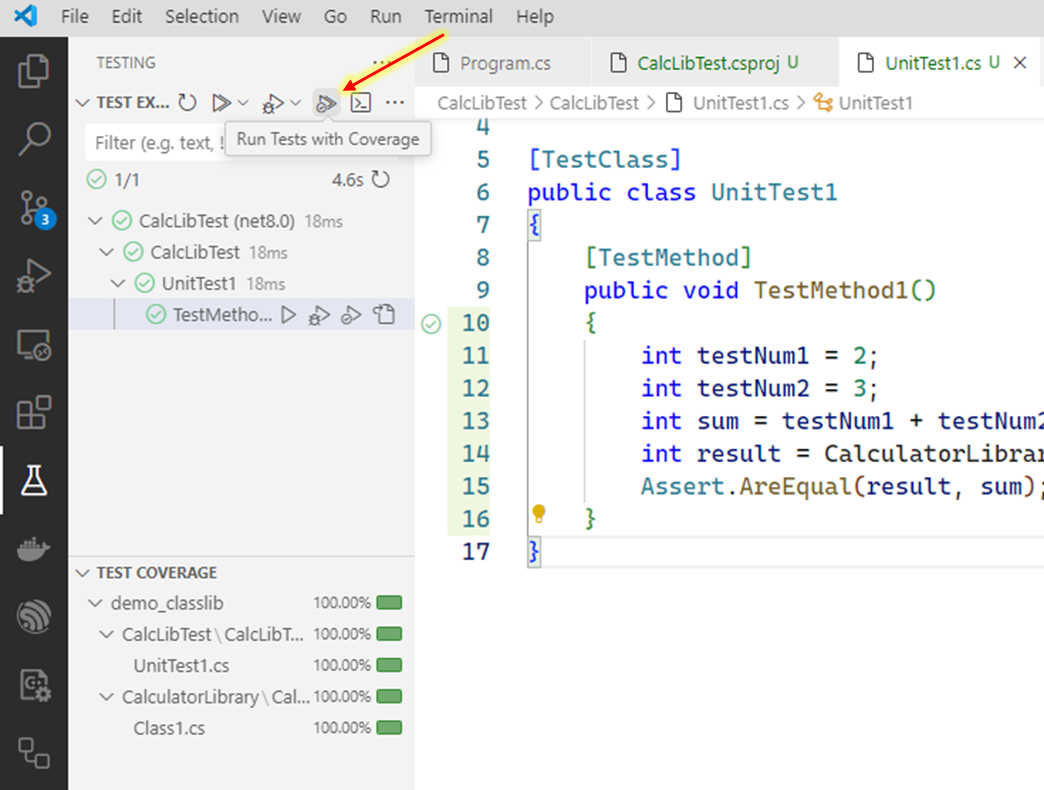 File Edit Selection View Go Run Terminal Help
TESTING ...
Program.cs CalcLibTest.csproj U UnitTest1.cs U
TEST EX... ...
CalcLibTest > CalcLibTest > UnitTest1.cs > UnitTest1
Filter (e.g. text, !
Run Tests with Coverage
1/1 4.6s
CalcLibTest (net8.0) 18ms
CalcLibTest 18ms
UnitTest1 18ms
TestMetho...
3
4
5 [TestClass]
6 public class UnitTest1
7 {
8 [TestMethod]
9 public void TestMethod1()
10 {
11 int testNum1 = 2;
12 int testNum2 = 3;
13 int sum = testNum1 + testNum2
14 int result = CalculatorLibrar
15 Assert.AreEqual(result, sum);
16 }
17 }
TEST COVERAGE
demo_classlib 100.00%
CalcLibTest\CalcLibT... 100.00%
UnitTest1.cs 100.00%
CalculatorLibrary\Cal... 100.00%
Class1.cs 100.00%